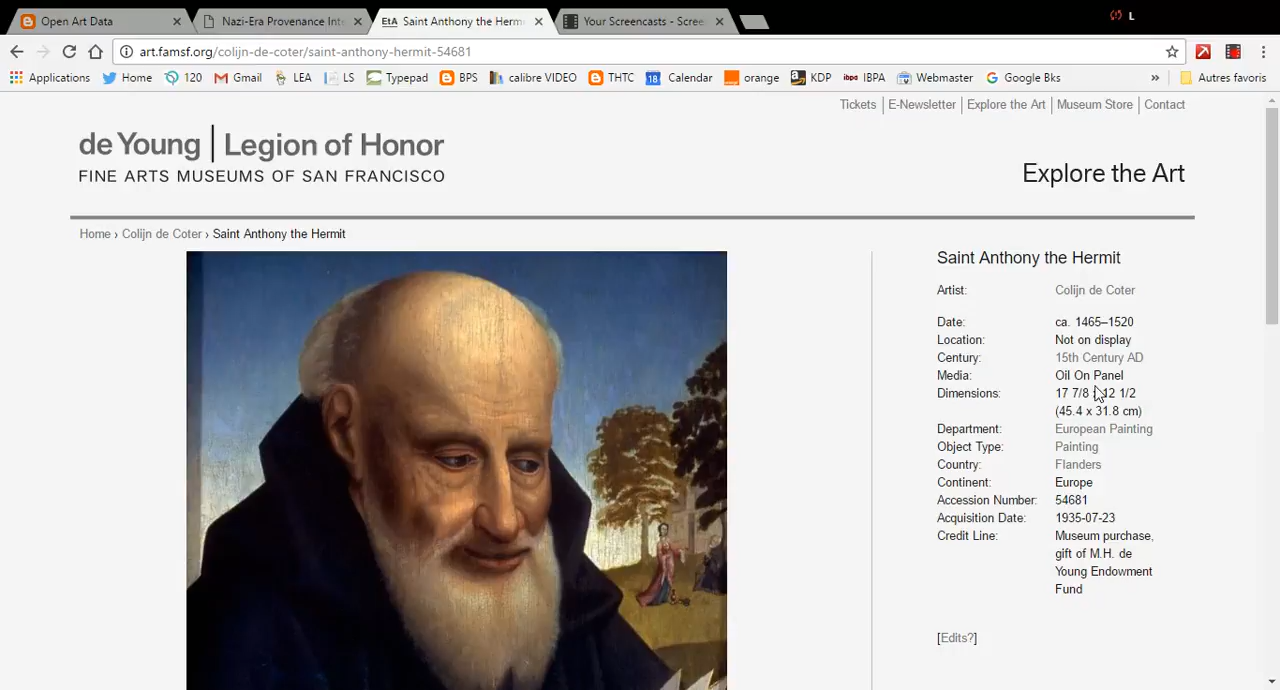 Open Art Data
Nazi-Era Provenance Int
EtA Saint Anthony the Herm
Your Screencasts - Scree
L
art.famsf.org/colijn-de-coter/saint-anthony-hermit-54681
Applications Home 120 Gmail LEA LS Typepad BPS calibre VIDEO THTC 18 Calendar orange KDP ibpa IBPA Webmaster Google Bks » Autres favoris
Tickets E-Newsletter Explore the Art Museum Store Contact
de Young | Legion of Honor
FINE ARTS MUSEUMS OF SAN FRANCISCO
Explore the Art
Home › Colijn de Coter › Saint Anthony the Hermit
Saint Anthony the Hermit
Artist: Colijn de Coter
Date: ca. 1465–1520
Location: Not on display
Century: 15th Century AD
Media: Oil On Panel
Dimensions: 17 7/8 12 1/2
(45.4 x 31.8 cm)
Department: European Painting
Object Type: Painting
Country: Flanders
Continent: Europe
Accession Number: 54681
Acquisition Date: 1935-07-23
Credit Line: Museum purchase,
gift of M.H. de
Young Endowment
Fund
[Edits?]